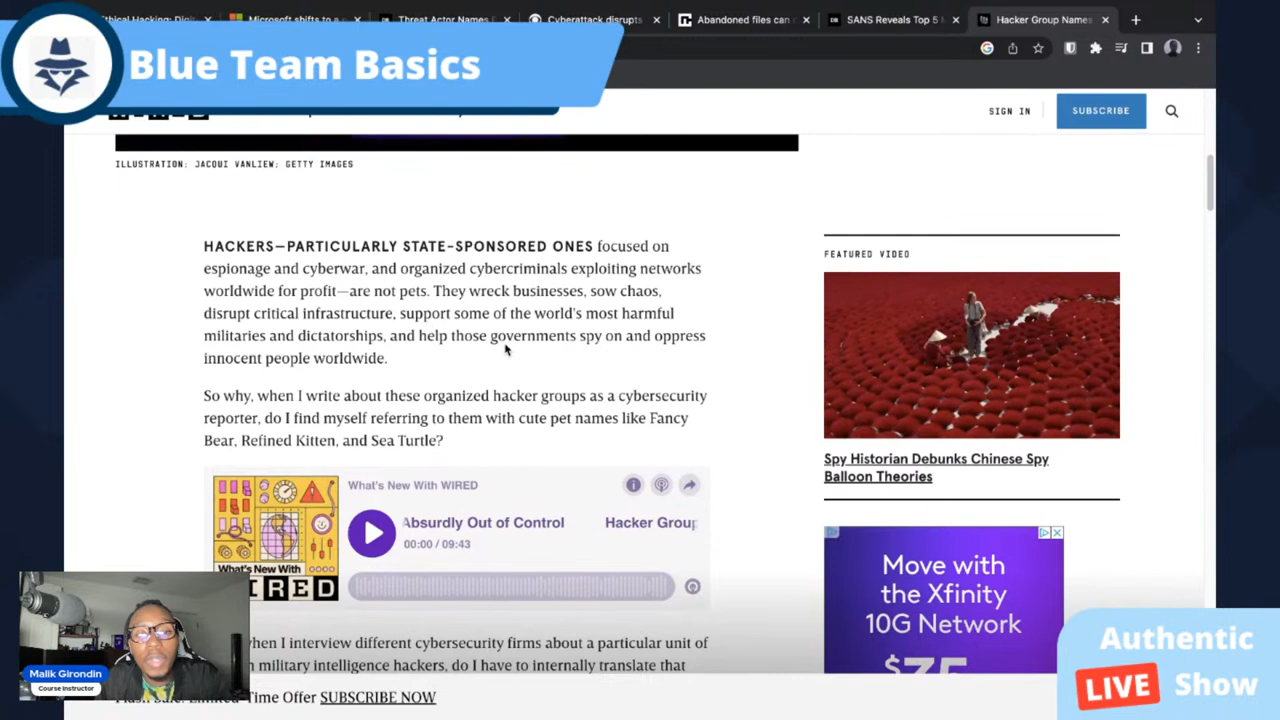 thical Hacking: Digit
Microsoft shifts to a
Threat Actor Names
Cyberattack disrupts
Abandoned files can
SANS Reveals Top 5
Hacker Group Names
Blue Team Basics
SIGN IN
SUBSCRIBE
ILLUSTRATION: JACQUI VANLIEW; GETTY IMAGES
HACKERS—PARTICULARLY STATE-SPONSORED ONES focused on
espionage and cyberwar, and organized cybercriminals exploiting networks
worldwide for profit—are not pets. They wreck businesses, sow chaos,
disrupt critical infrastructure, support some of the world's most harmful
militaries and dictatorships, and help those governments spy on and oppress
innocent people worldwide.
So why, when I write about these organized hacker groups as a cybersecurity
reporter, do I find myself referring to them with cute pet names like Fancy
Bear, Refined Kitten, and Sea Turtle?
What's New With WIRED
Absurdly Out of Control Hacker Group
00:00 / 09:43
What's New With
WIRED
hen I interview different cybersecurity firms about a particular unit of
military intelligence hackers, do I have to internally translate that
Time Offer SUBSCRIBE NOW
FEATURED VIDEO
Spy Historian Debunks Chinese Spy
Balloon Theories
Move with
the Xfinity
10G Network
$75
Malik Girondin
Course Instructor
Authentic
LIVE Show